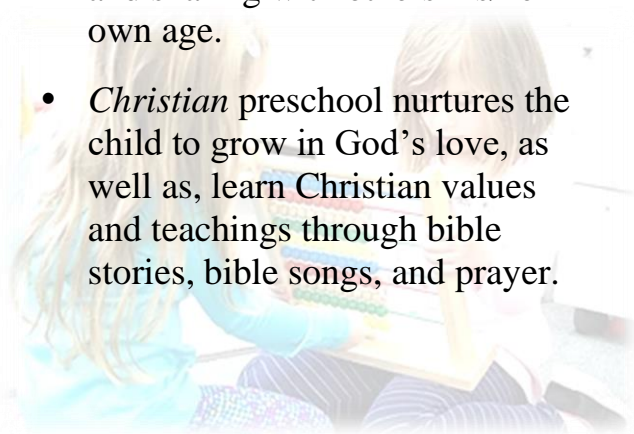 own age.
• Christian preschool nurtures the
child to grow in God's love, as
well as, learn Christian values
and teachings through bible
stories, bible songs, and prayer.